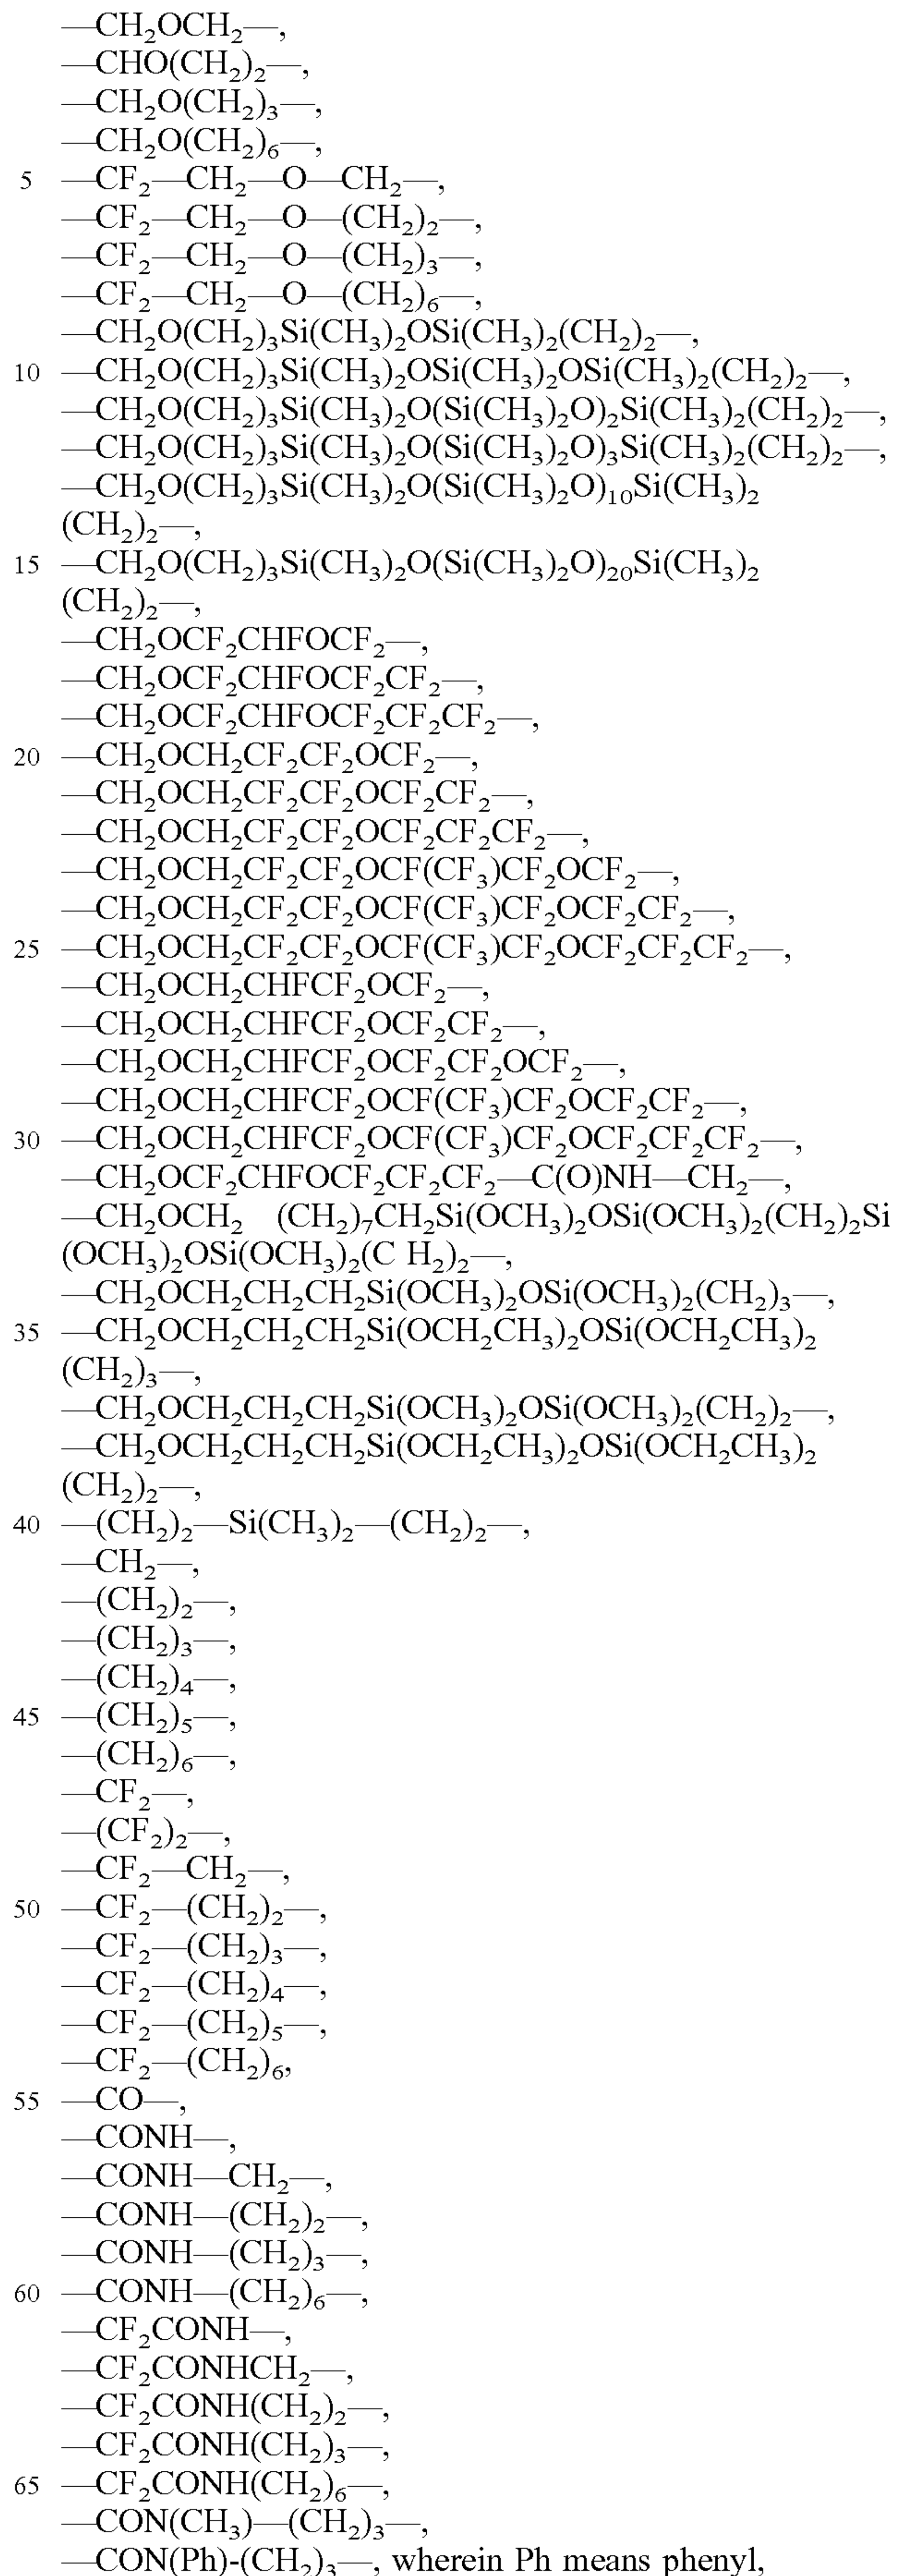 —CH₂OCH₂—,
—CHO(CH₂)₂—,
—CH₂O(CH₂)₃—,
—CH₂O(CH₂)₆—,
5 —CF₂—CH₂—O—CH₂—,
—CF₂—CH₂—O—(CH₂)₂—,
—CF₂—CH₂—O—(CH₂)₃—,
—CF₂—CH₂—O—(CH₂)₆—,
—CH₂O(CH₂)₃Si(CH₃)₂OSi(CH₃)₂(CH₂)₂—,
10 —CH₂O(CH₂)₃Si(CH₃)₂OSi(CH₃)₂OSi(CH₃)₂(CH₂)₂—,
—CH₂O(CH₂)₃Si(CH₃)₂O(Si(CH₃)₂O)₂Si(CH₃)₂(CH₂)₂—,
—CH₂O(CH₂)₃Si(CH₃)₂O(Si(CH₃)₂O)₃Si(CH₃)₂(CH₂)₂—,
—CH₂O(CH₂)₃Si(CH₃)₂O(Si(CH₃)₂O)₁₀Si(CH₃)₂
(CH₂)₂—,
15 —CH₂O(CH₂)₃Si(CH₃)₂O(Si(CH₃)₂O)₂₀Si(CH₃)₂
(CH₂)₂—,
—CH₂OCF₂CHFOCF₂—,
—CH₂OCF₂CHFOCF₂CF₂—,
—CH₂OCF₂CHFOCF₂CF₂CF₂—,
20 —CH₂OCH₂CF₂CF₂OCF₂—,
—CH₂OCH₂CF₂CF₂OCF₂CF₂—,
—CH₂OCH₂CF₂CF₂OCF₂CF₂CF₂—,
—CH₂OCH₂CF₂CF₂OCF(CF₃)CF₂OCF₂—,
—CH₂OCH₂CF₂CF₂OCF(CF₃)CF₂OCF₂CF₂—,
25 —CH₂OCH₂CF₂CF₂OCF(CF₃)CF₂OCF₂CF₂CF₂—,
—CH₂OCH₂CHFCF₂OCF₂—,
—CH₂OCH₂CHFCF₂OCF₂CF₂—,
—CH₂OCH₂CHFCF₂OCF₂CF₂OCF₂—,
—CH₂OCH₂CHFCF₂OCF(CF₃)CF₂OCF₂CF₂—,
30 —CH₂OCH₂CHFCF₂OCF(CF₃)CF₂OCF₂CF₂CF₂—,
—CH₂OCF₂CHFOCF₂CF₂CF₂—C(O)NH—CH₂—,
—CH₂OCH₂ (CH₂)₇CH₂Si(OCH₃)₂OSi(OCH₃)₂(CH₂)₂Si
(OCH₃)₂OSi(OCH₃)₂(C H₂)₂—,
—CH₂OCH₂CH₂CH₂Si(OCH₃)₂OSi(OCH₃)₂(CH₂)₃—,
35 —CH₂OCH₂CH₂CH₂Si(OCH₂CH₃)₂OSi(OCH₂CH₃)₂
(CH₂)₃—,
—CH₂OCH₂CH₂CH₂Si(OCH₃)₂OSi(OCH₃)₂(CH₂)₂—,
—CH₂OCH₂CH₂CH₂Si(OCH₂CH₃)₂OSi(OCH₂CH₃)₂
(CH₂)₂—,
40 —(CH₂)₂—Si(CH₃)₂—(CH₂)₂—,
—CH₂—,
—(CH₂)₂—,
—(CH₂)₃—,
—(CH₂)₄—,
45 —(CH₂)₅—,
—(CH₂)₆—,
—CF₂—,
—(CF₂)₂—,
—CF₂—CH₂—,
50 —CF₂—(CH₂)₂—,
—CF₂—(CH₂)₃—,
—CF₂—(CH₂)₄—,
—CF₂—(CH₂)₅—,
—CF₂—(CH₂)₆,
55 —CO—,
—CONH—,
—CONH—CH₂—,
—CONH—(CH₂)₂—,
—CONH—(CH₂)₃—,
60 —CONH—(CH₂)₆—,
—CF₂CONH—,
—CF₂CONHCH₂—,
—CF₂CONH(CH₂)₂—,
—CF₂CONH(CH₂)₃—,
65 —CF₂CONH(CH₂)₆—,
—CON(CH₃)—(CH₂)₃—,
—CON(Ph)-(CH₂)₃—, wherein Ph means phenyl,